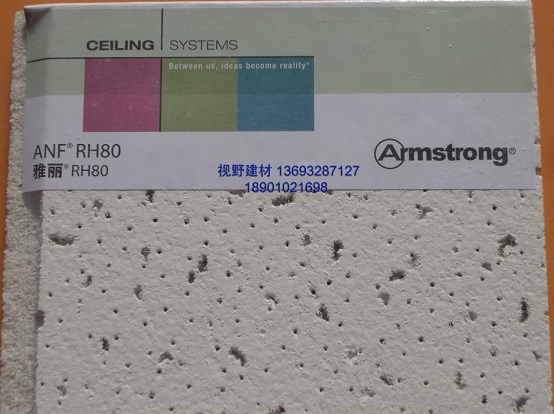 CEILING SYSTEMS
Between us, ideas become reality®
ANF® RH80
雅丽® RH80
Armstrong®
视野建材 13693287127
18901021698